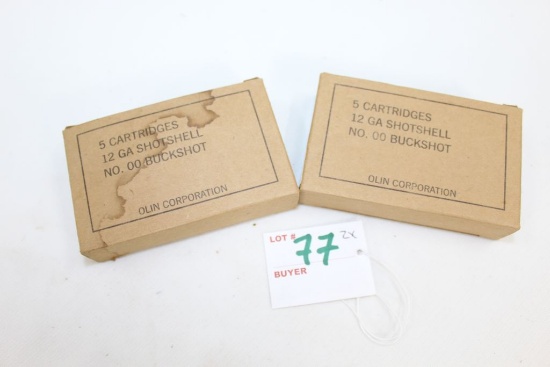 5 CARTRIDGES
12 GA SHOTSHELL
NO. 00 BUCKSHOT
OLIN CORPORATION
5 CARTRIDGES
12 GA SHOTSHELL
NO. 00 BUCKSHOT
OLIN CORPORATION
LOT # 77 2x
BUYER